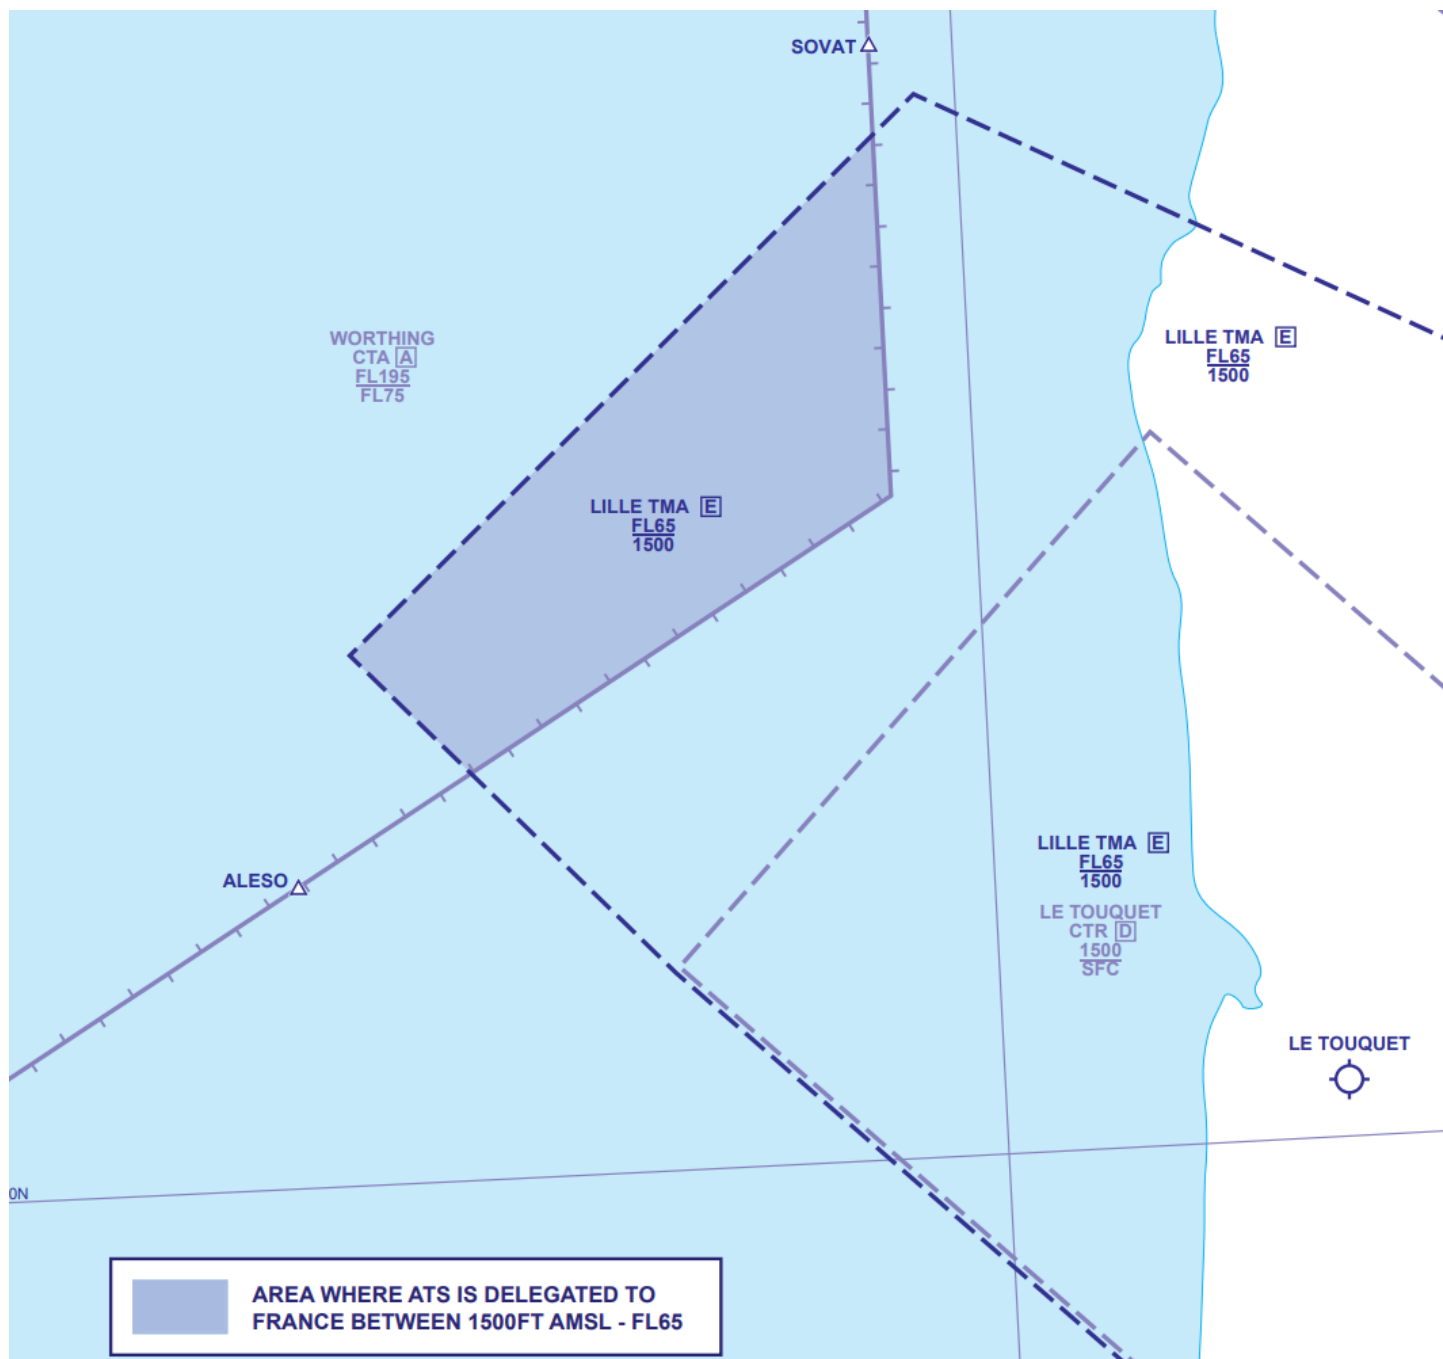 SOVAT
WORTHING
CTA A
FL195
FL75
LILLE TMA E
FL65
1500
LILLE TMA E
FL65
1500
ALESO
LILLE TMA E
FL65
1500
LE TOUQUET
CTR D
1500
SFC
LE TOUQUET
0N
AREA WHERE ATS IS DELEGATED TO
FRANCE BETWEEN 1500FT AMSL - FL65